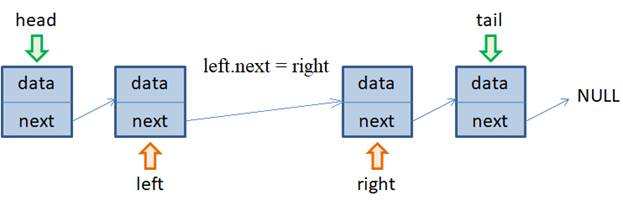 head
tail
left.next = right
data
next
data
next
data
next
data
next
NULL
left
right